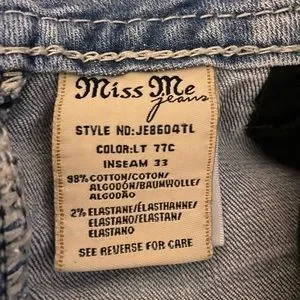 Miss Me
jeans
STYLE NO:JE8604TL
COLOR:LT 77C
INSEAM 33
98% COTTON/COTON/
ALGODÓN/BAUMWOLLE/
ALGODÃO
2% ELASTANE/ÉLASTHANNE/
ELASTANO/ELASTAN/
ELASTANO
SEE REVERSE FOR CARE